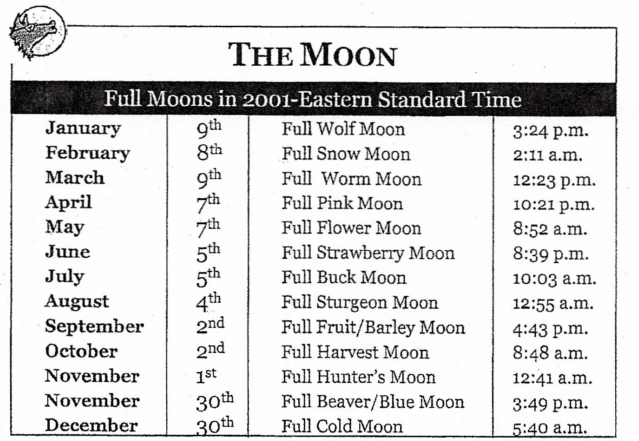 THE MOON
Full Moons in 2001-Eastern Standard Time
January 9th Full Wolf Moon 3:24 p.m.
February 8th Full Snow Moon 2:11 a.m.
March 9th Full Worm Moon 12:23 p.m.
April 7th Full Pink Moon 10:21 p.m.
May 7th Full Flower Moon 8:52 a.m.
June 5th Full Strawberry Moon 8:39 p.m.
July 5th Full Buck Moon 10:03 a.m.
August 4th Full Sturgeon Moon 12:55 a.m.
September 2nd Full Fruit/Barley Moon 4:43 p.m.
October 2nd Full Harvest Moon 8:48 a.m.
November 1st Full Hunter's Moon 12:41 a.m.
November 30th Full Beaver/Blue Moon 3:49 p.m.
December 30th Full Cold Moon 5:40 a.m.